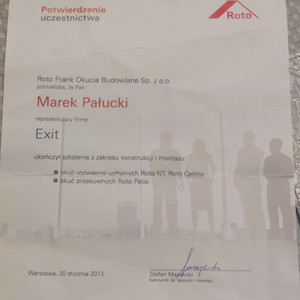 Potwierdzenie
uczestnictwa
Roto
Roto Frank Okucia Budowlane Sp. z o.o.
potwierdza, że Pan
Marek Pałucki
reprezentujący firmę
Exit
ukończył szkolenie z zakresu konstrukcji i montażu
okuć rozwierno-uchylnych Roto NT, Roto Centro
okuć przesuwnych Roto Patio
Warszawa, 30 stycznia 2013
Stefan Majewski